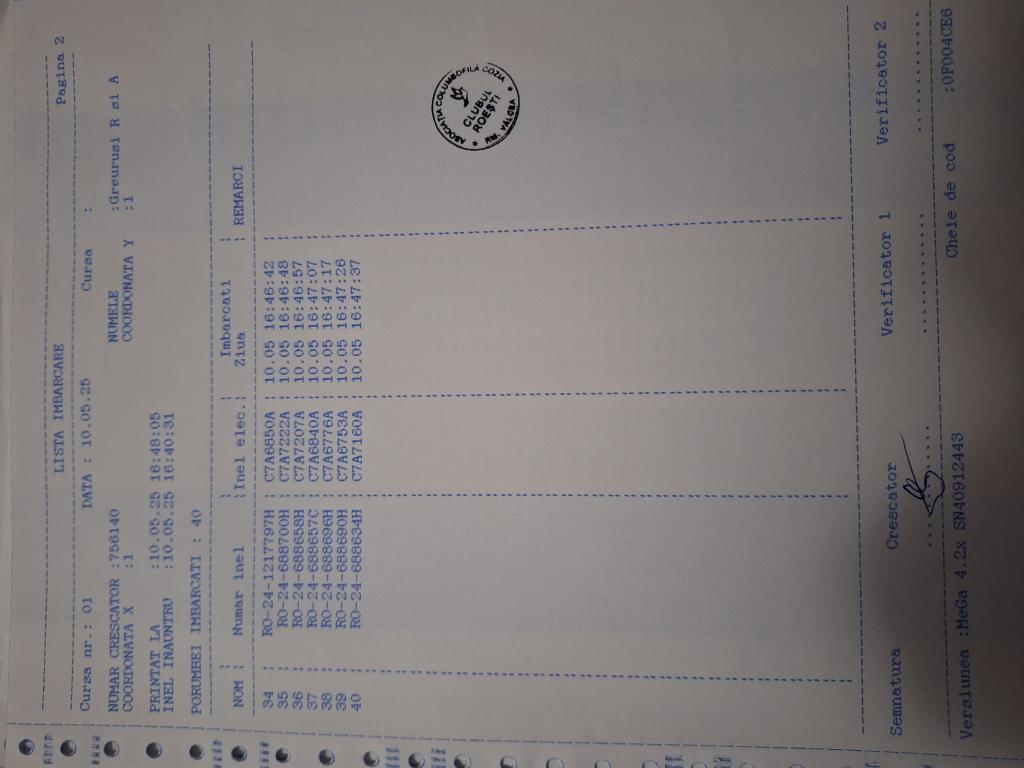 Pagina 2
LISTA IMBARCARE
Cursa nr.: 01 DATA : 10.05.25 Cursa :
NUMAR CRESCATOR :756140 NUMELE :Greurusi R si A
COORDONATA X :1 COORDONATA Y :1
PRINTAT LA :10.05.25 16:48:05
INEL INAUNTRU :10.05.25 16:40:31
PORUMBEI IMBARCATI : 40
Imbarcati
NOM ¦ Numar inel ¦Inel elec.¦ Ziua ¦ REMARCI
34 : RO-24-1217797H : C7A6850A : 10.05 16:46:42 :
35 : RO-24-688700H : C7A7222A : 10.05 16:46:48 :
36 : RO-24-688658H : C7A7207A : 10.05 16:46:57 :
37 : RO-24-688657C : C7A6840A : 10.05 16:47:07 :
38 : RO-24-688696H : C7A6776A : 10.05 16:47:17 :
39 : RO-24-688690H : C7A6753A : 10.05 16:47:26 :
40 : RO-24-688634H : C7A7160A : 10.05 16:47:37 :
ASOCIATIA COLUMBOFILĂ COZIA
CLUBUL
ROEȘTI
* RM. VALCEA *
Semnatura Crescator Verificator 1 Verificator 2
Versiunea :MeGa 4.2x SN40912443 Cheie de cod :0F004CE6